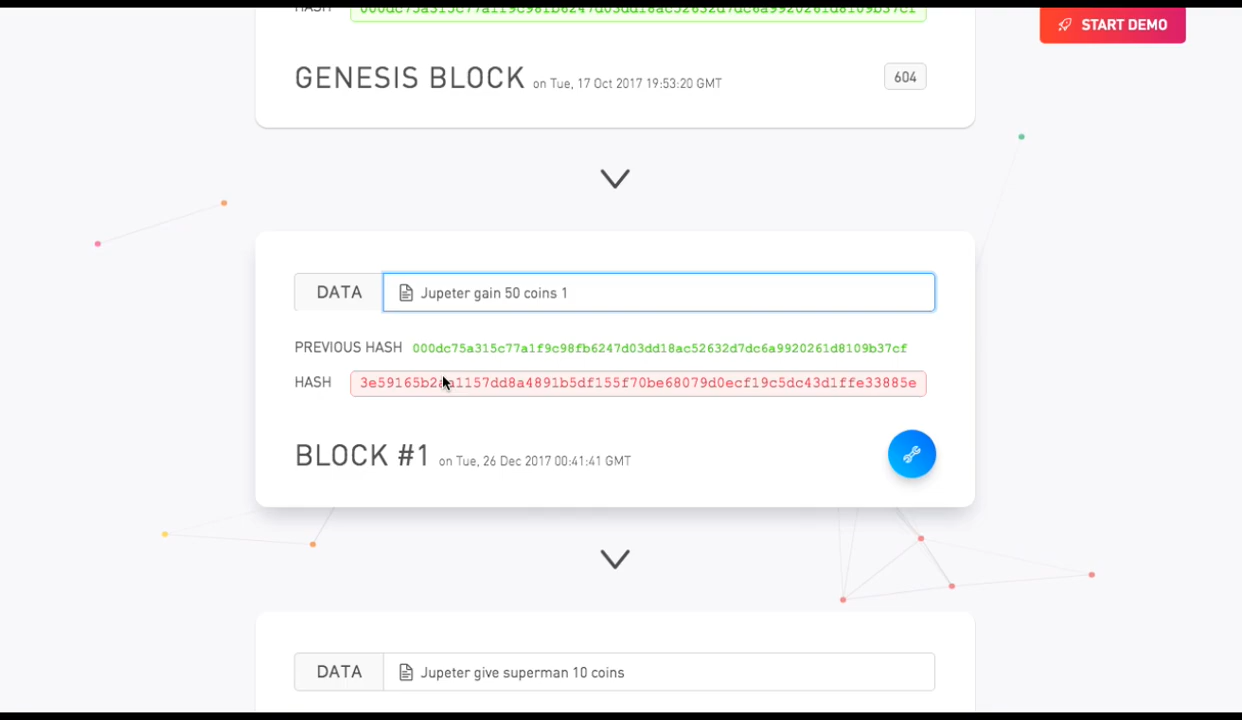 HASH 000dc75a315c77a1f9c98fb6247d03dd18ac52632d7dc6a9920261d8109b37cf
START DEMO
GENESIS BLOCK on Tue, 17 Oct 2017 19:53:20 GMT 604
DATA Jupeter gain 50 coins 1
PREVIOUS HASH 000dc75a315c77a1f9c98fb6247d03dd18ac52632d7dc6a9920261d8109b37cf
HASH
BLOCK #1 on Tue, 26 Dec 2017 00:41:41 GMT
DATA Jupeter give superman 10 coins